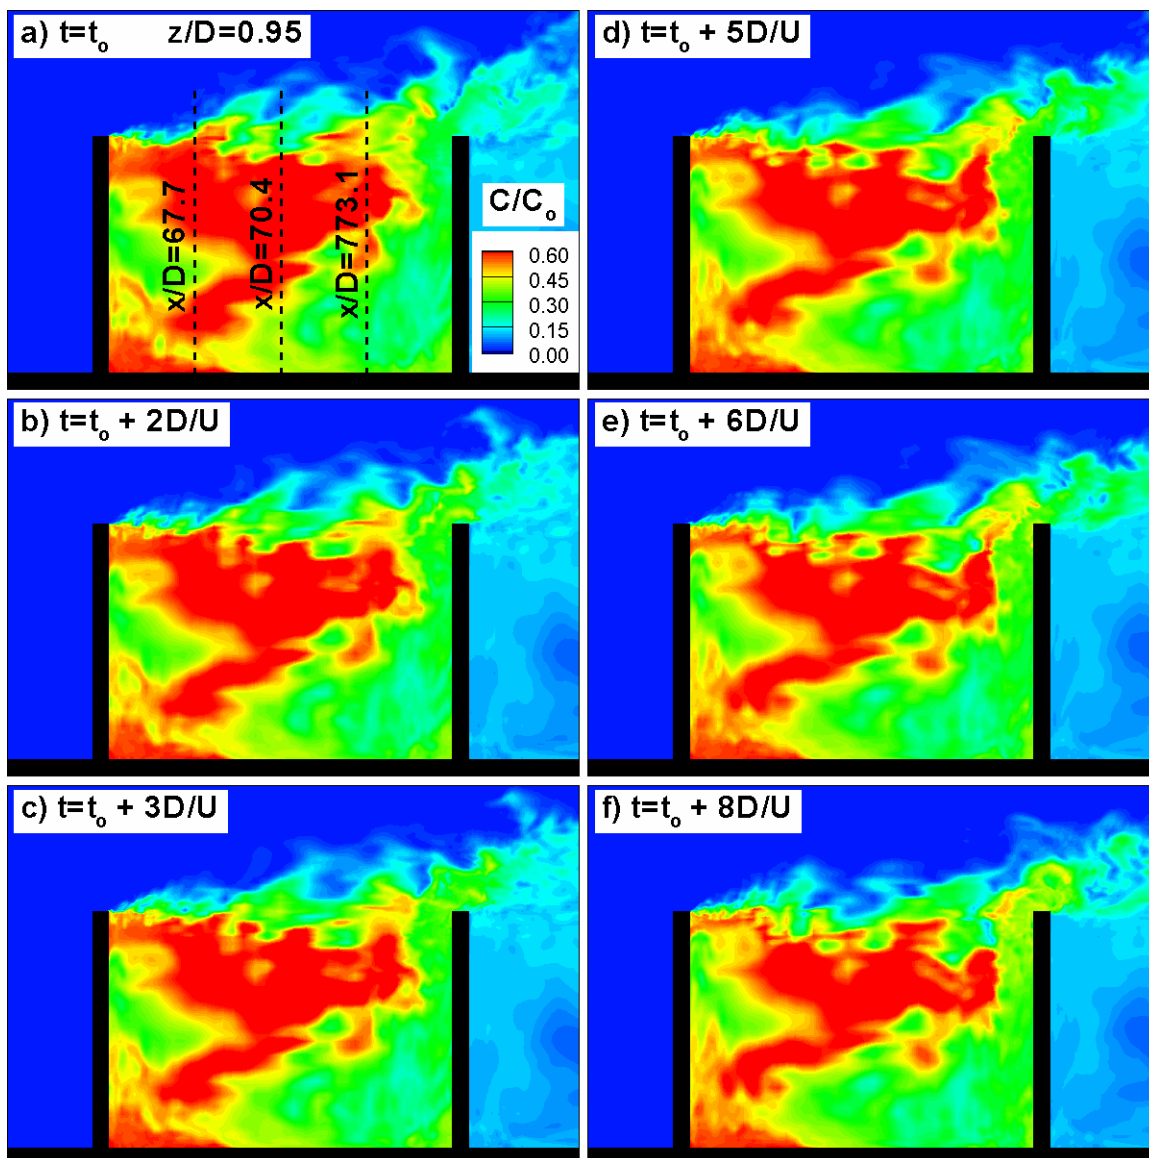 a) t=tₒ z/D=0.95
x/D=67.7
x/D=70.4
x/D=773.1
C/Cₒ
0.60
0.45
0.30
0.15
0.00
b) t=tₒ + 2D/U
c) t=tₒ + 3D/U
d) t=tₒ + 5D/U
e) t=tₒ + 6D/U
f) t=tₒ + 8D/U